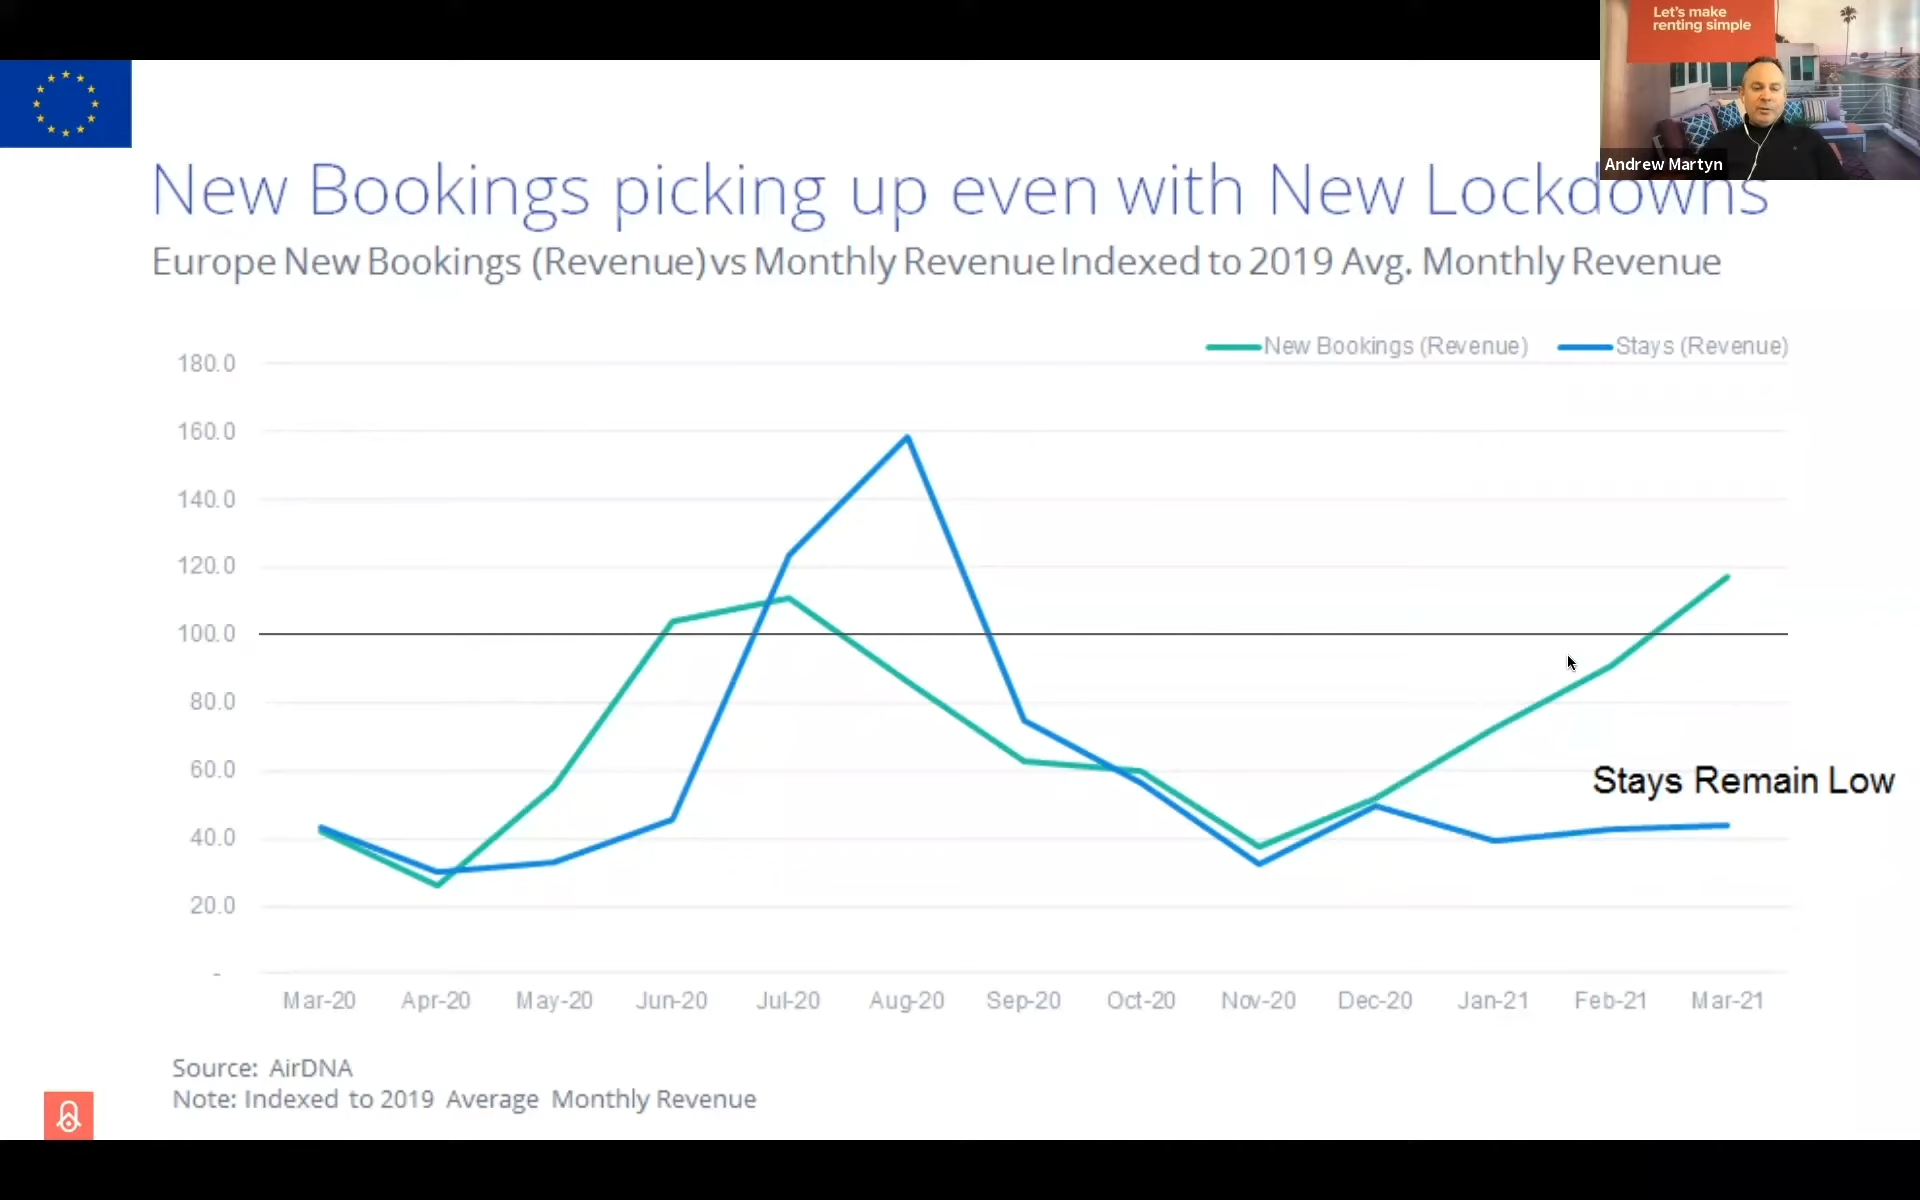 Let's make
renting simple
Andrew Martyn
New Bookings picking up even with New Lockdowns
Europe New Bookings (Revenue) vs Monthly Revenue Indexed to 2019 Avg. Monthly Revenue
New Bookings (Revenue) Stays (Revenue)
180.0
160.0
140.0
120.0
100.0
80.0
60.0
Stays Remain Low
40.0
20.0
-
Mar-20 Apr-20 May-20 Jun-20 Jul-20 Aug-20 Sep-20 Oct-20 Nov-20 Dec-20 Jan-21 Feb-21 Mar-21
Source: AirDNA
Note: Indexed to 2019 Average Monthly Revenue